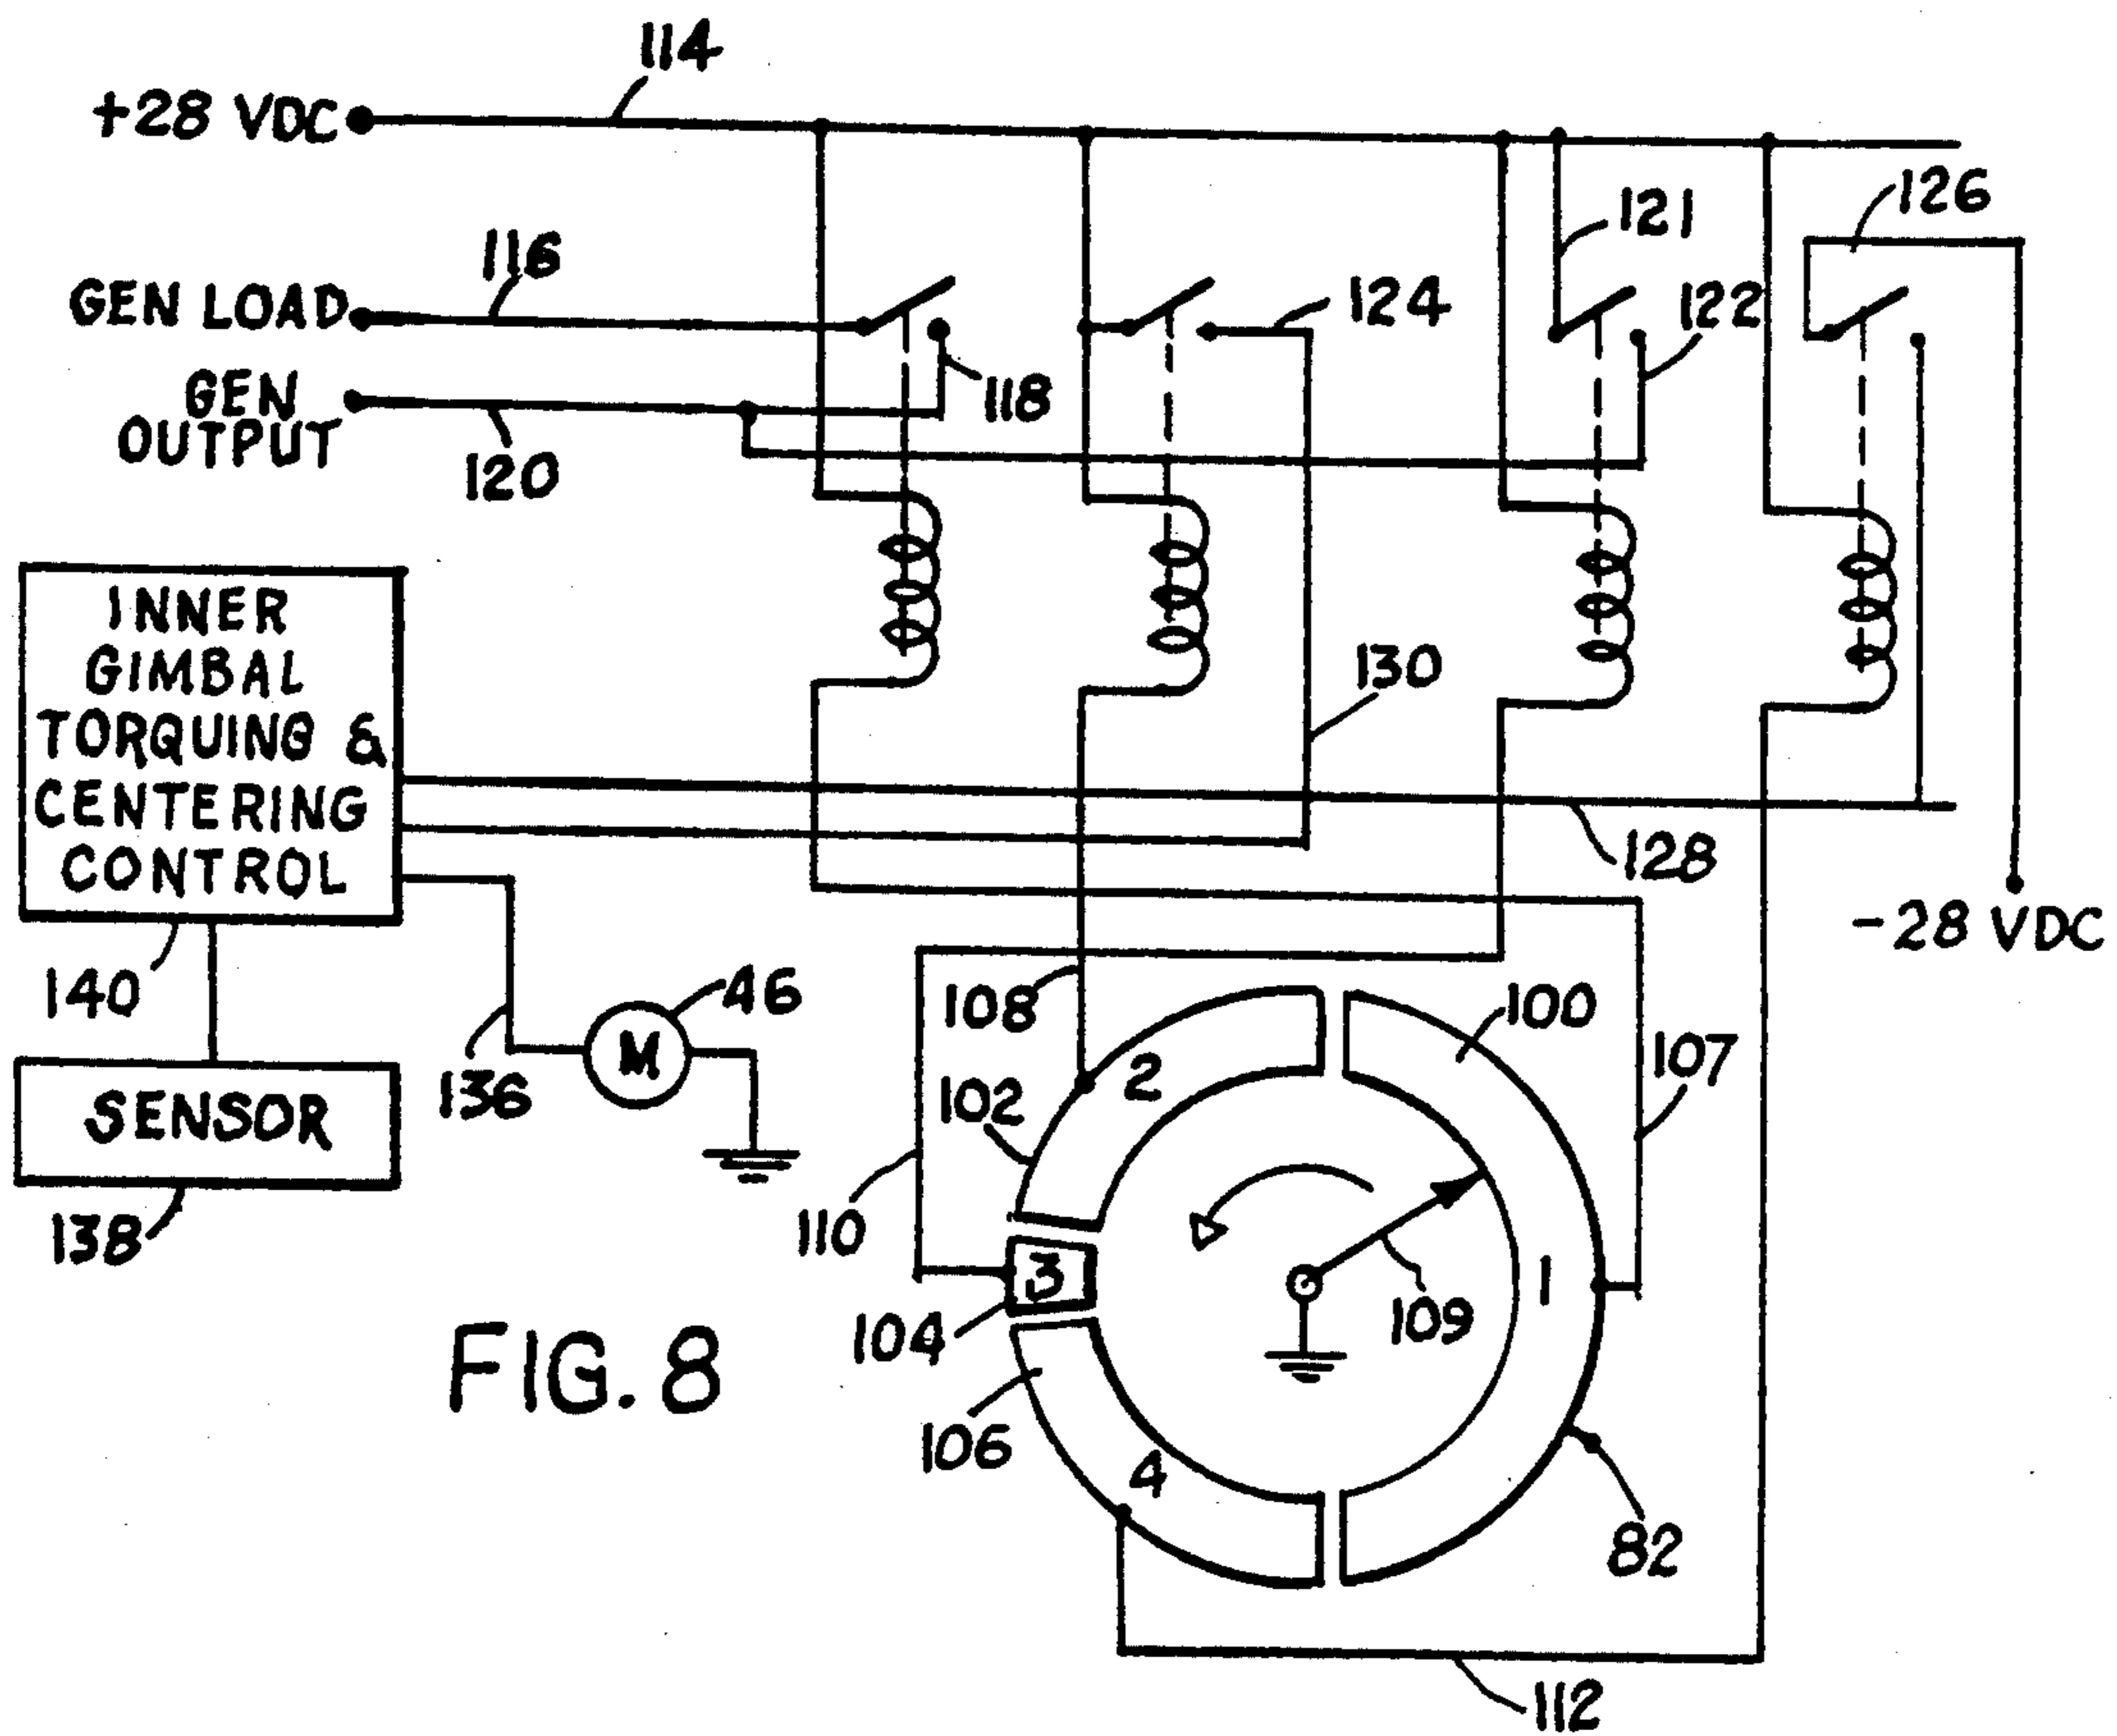 114
+28 VDC
126
121
116
GEN LOAD
124
122
GEN
OUTPUT
118
120
INNER
GIMBAL
TORQUING &
CENTERING
CONTROL
130
128
-28 VDC
140
46
M
108
100
107
136
102
2
SENSOR
138
110
3
1
109
104
FIG. 8
106
4
82
112